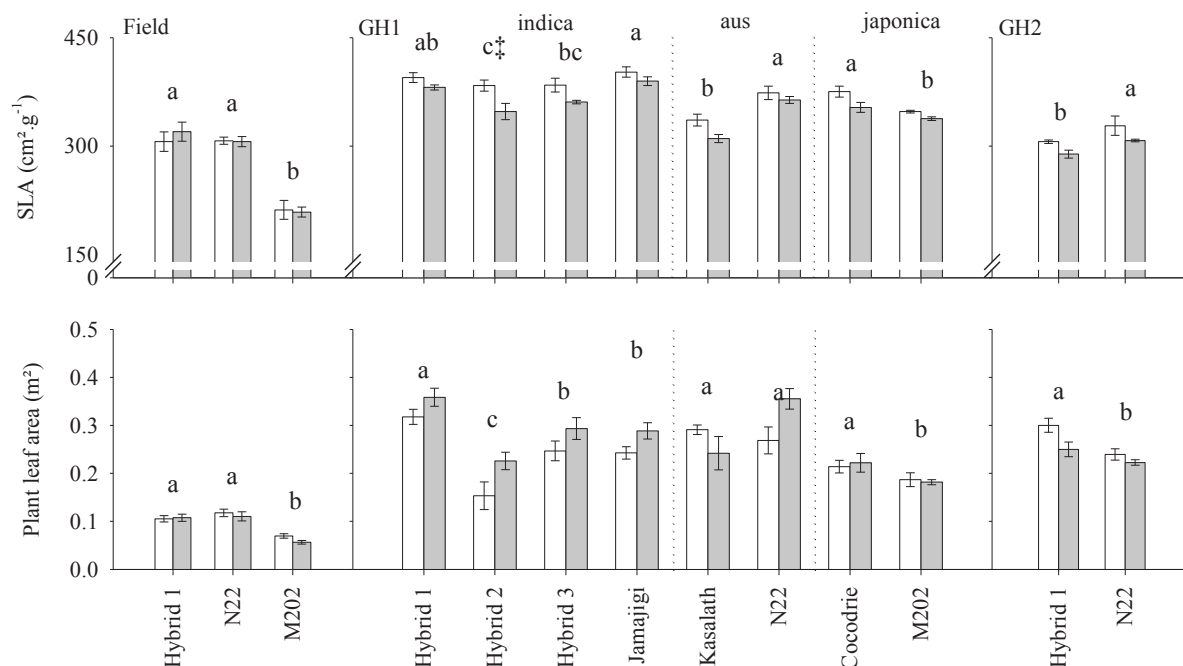 Field GH1 indica aus japonica GH2
SLA (cm².g⁻¹)
450
300
150
0
a a b
ab c‡ bc a
b a
a b
b a
Plant leaf area (m²)
0.5
0.4
0.3
0.2
0.1
0.0
a a b
a c b b
a a
a b
a b
Hybrid 1
N22
M202
Hybrid 1
Hybrid 2
Hybrid 3
Jamajigi
Kasalath
N22
Cocodrie
M202
Hybrid 1
N22